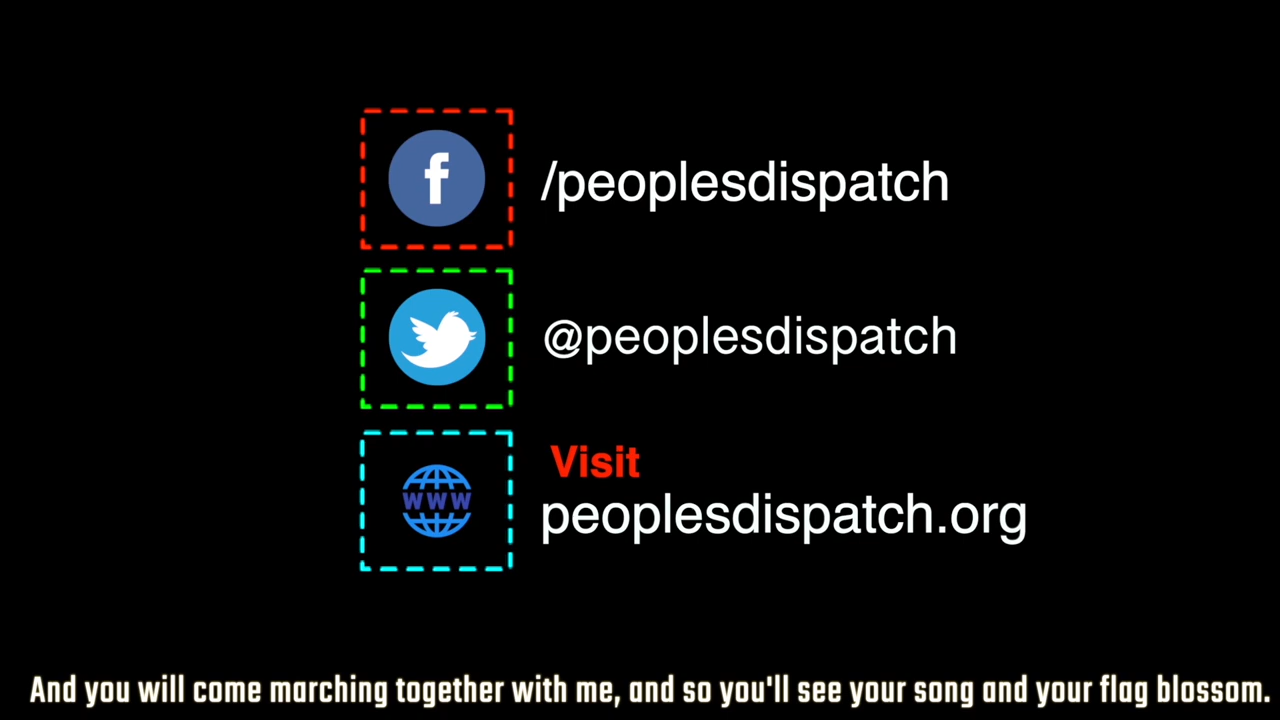 f
/peoplesdispatch
@peoplesdispatch
Visit
www
peoplesdispatch.org
And you will come marching together with me, and so you'll see your song and your flag blossom.